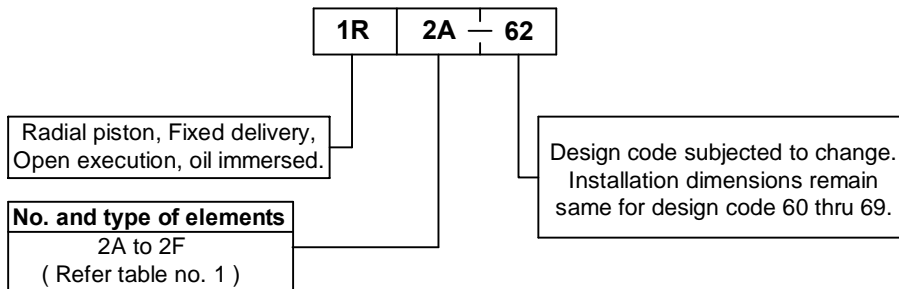 1R 2A — 62
Radial piston, Fixed delivery,
Open execution, oil immersed.
Design code subjected to change.
Installation dimensions remain
same for design code 60 thru 69.
No. and type of elements
2A to 2F
( Refer table no. 1 )